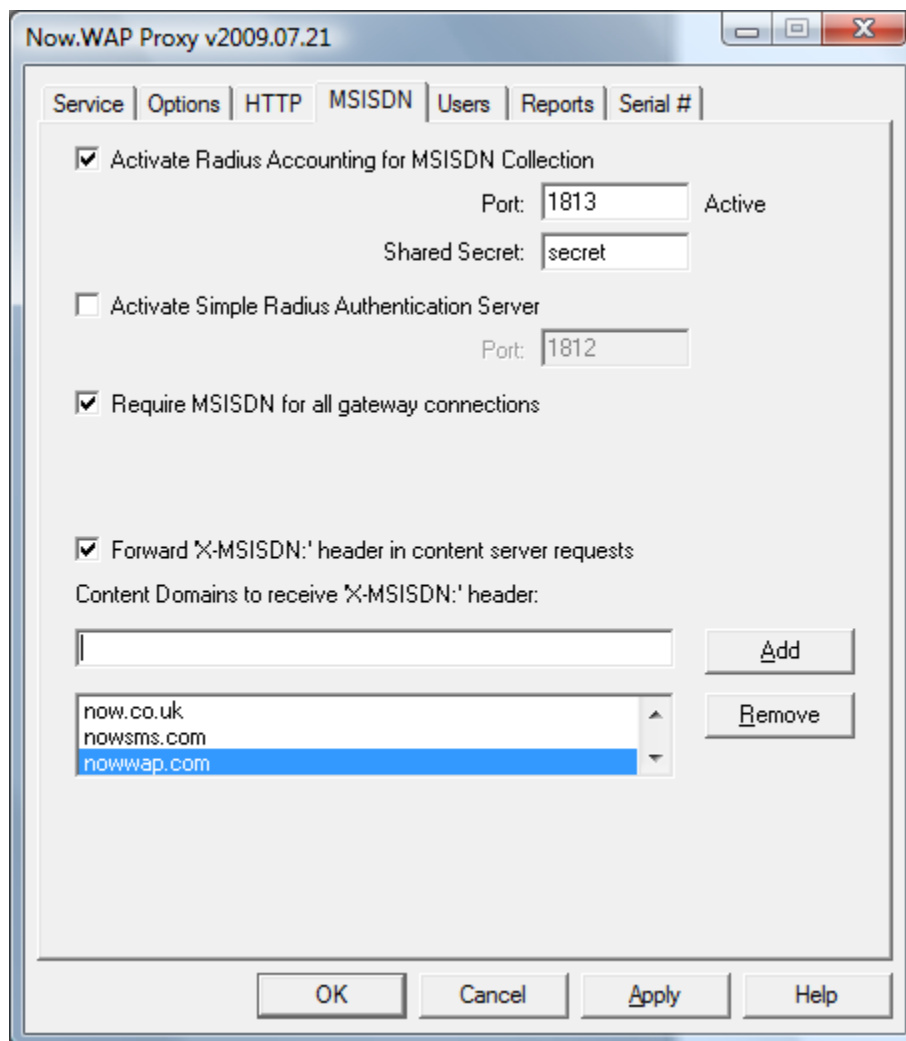 Now.WAP Proxy v2009.07.21
Service Options HTTP MSISDN Users Reports Serial #
Activate Radius Accounting for MSISDN Collection
Port: 1813 Active
Shared Secret: secret
Activate Simple Radius Authentication Server
Port: 1812
Require MSISDN for all gateway connections
Forward 'X-MSISDN:' header in content server requests
Content Domains to receive 'X-MSISDN:' header:
Add
now.co.uk
Remove
nowsms.com
nowwap.com
OK Cancel Apply Help